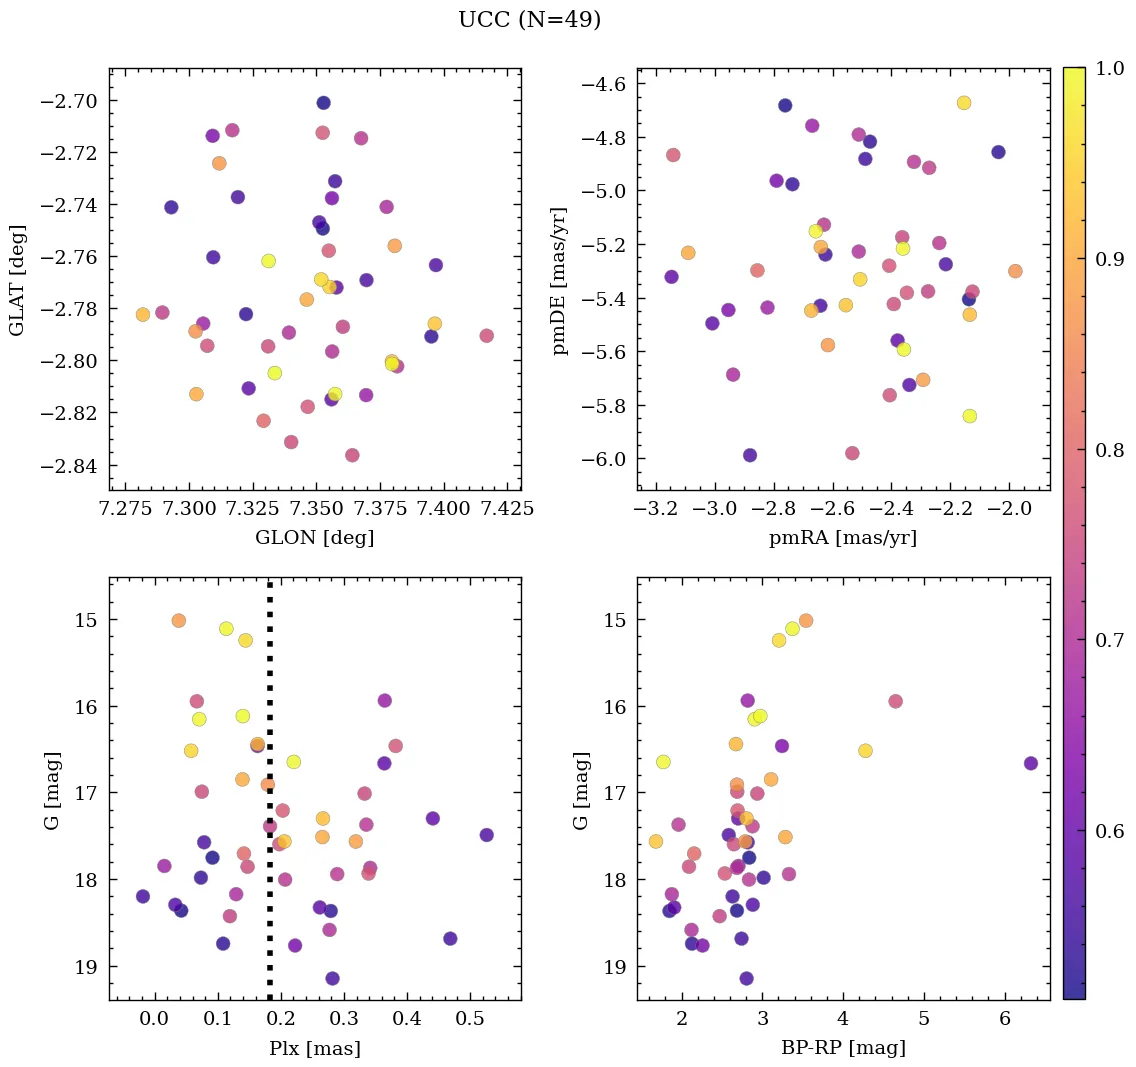 UCC (N=49)
−2.70
−2.72
−2.74
−2.76
−2.78
−2.80
−2.82
−2.84
GLAT [deg]
7.275 7.300 7.325 7.350 7.375 7.400 7.425
GLON [deg]
−4.6
−4.8
−5.0
−5.2
−5.4
−5.6
−5.8
−6.0
pmDE [mas/yr]
−3.2 −3.0 −2.8 −2.6 −2.4 −2.2 −2.0
pmRA [mas/yr]
1.0
0.9
0.8
0.7
0.6
15
16
17
18
19
G [mag]
0.0 0.1 0.2 0.3 0.4 0.5
Plx [mas]
15
16
17
18
19
G [mag]
2 3 4 5 6
BP-RP [mag]